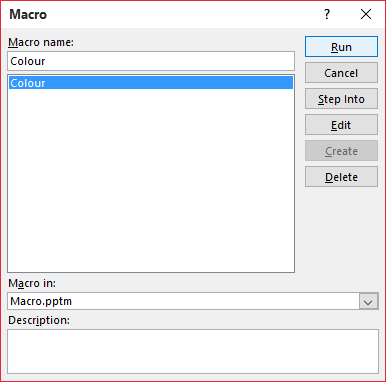 Macro
?
Macro name:
Colour
Colour
Run
Cancel
Step Into
Edit
Create
Delete
Macro in:
Macro.pptm
Description: